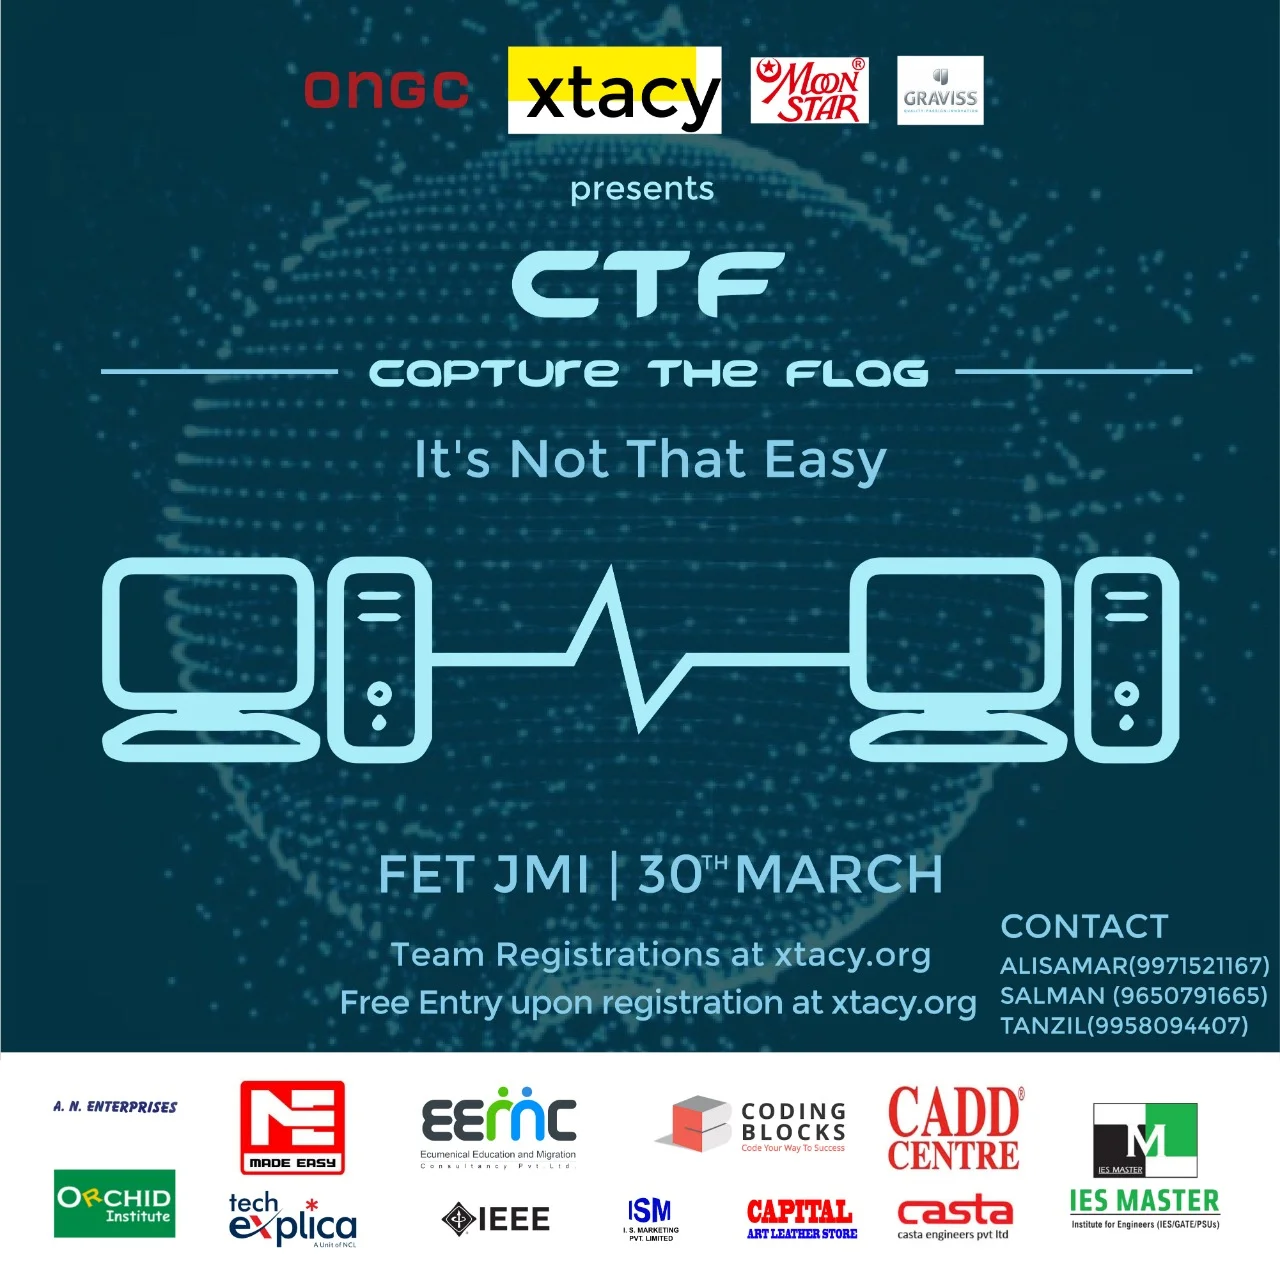 ONGC
xtacy
MOON STAR®
GRAVISS
presents
CTF
CAPTURE THE FLAG
It's Not That Easy
FET JMI | 30TH MARCH
Team Registrations at xtacy.org
Free Entry upon registration at xtacy.org
CONTACT
ALISAMAR(9971521167)
SALMAN (9650791665)
TANZIL(9958094407)
A. N. ENTERPRISES
MADE EASY
EEMC
Ecumenical Education and Migration
Consultancy Pvt. Ltd.
CODING
BLOCKS
Code Your Way To Success
CADD®
CENTRE
M
IES MASTER
IES MASTER
Institute for Engineers (IES/GATE/PSUs)
ORCHID
Institute
tech
explica
A Unit of NCL
IEEE
ISM
I. S. MARKETING
PVT. LIMITED
CAPITAL
ART LEATHER STORE
casta
casta engineers pvt ltd